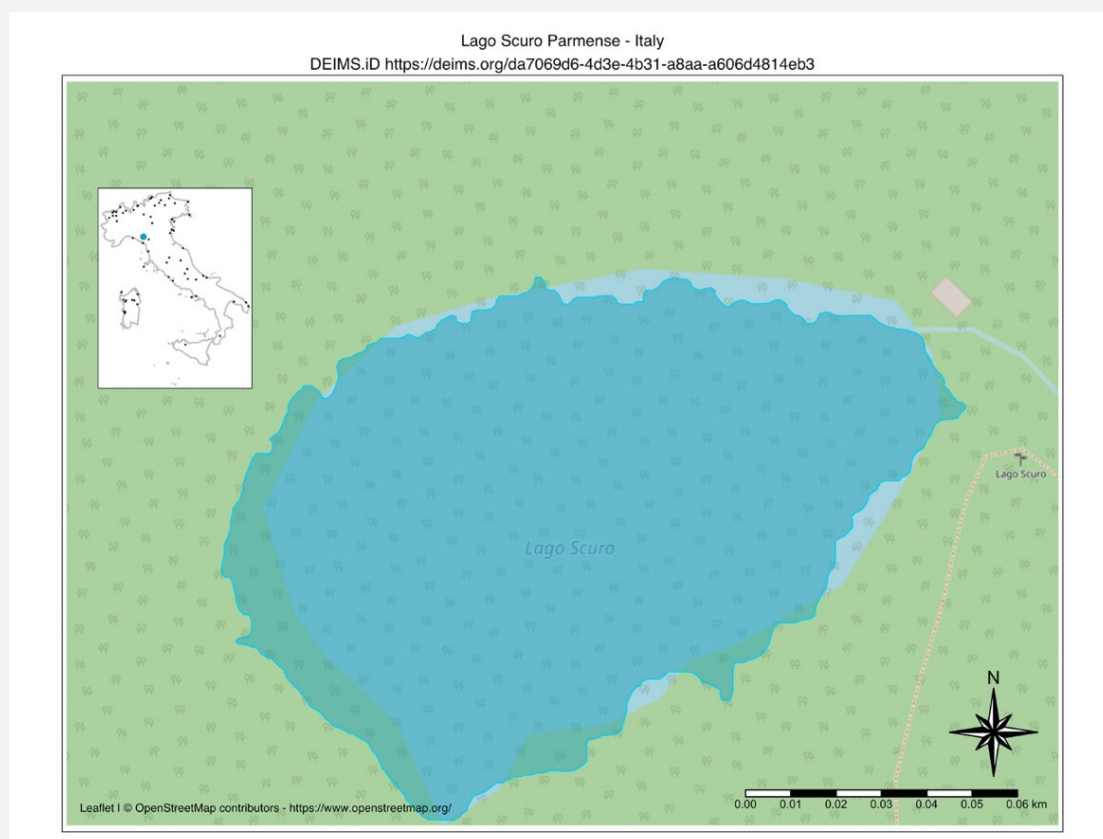 Lago Scuro Parmense - Italy
DEIMS.iD https://deims.org/da7069d6-4d3e-4b31-a8aa-a606d4814eb3
Lago Scuro
Lago Scuro
N
Leaflet | © OpenStreetMap contributors - https://www.openstreetmap.org/
0.00 0.01 0.02 0.03 0.04 0.05 0.06 km